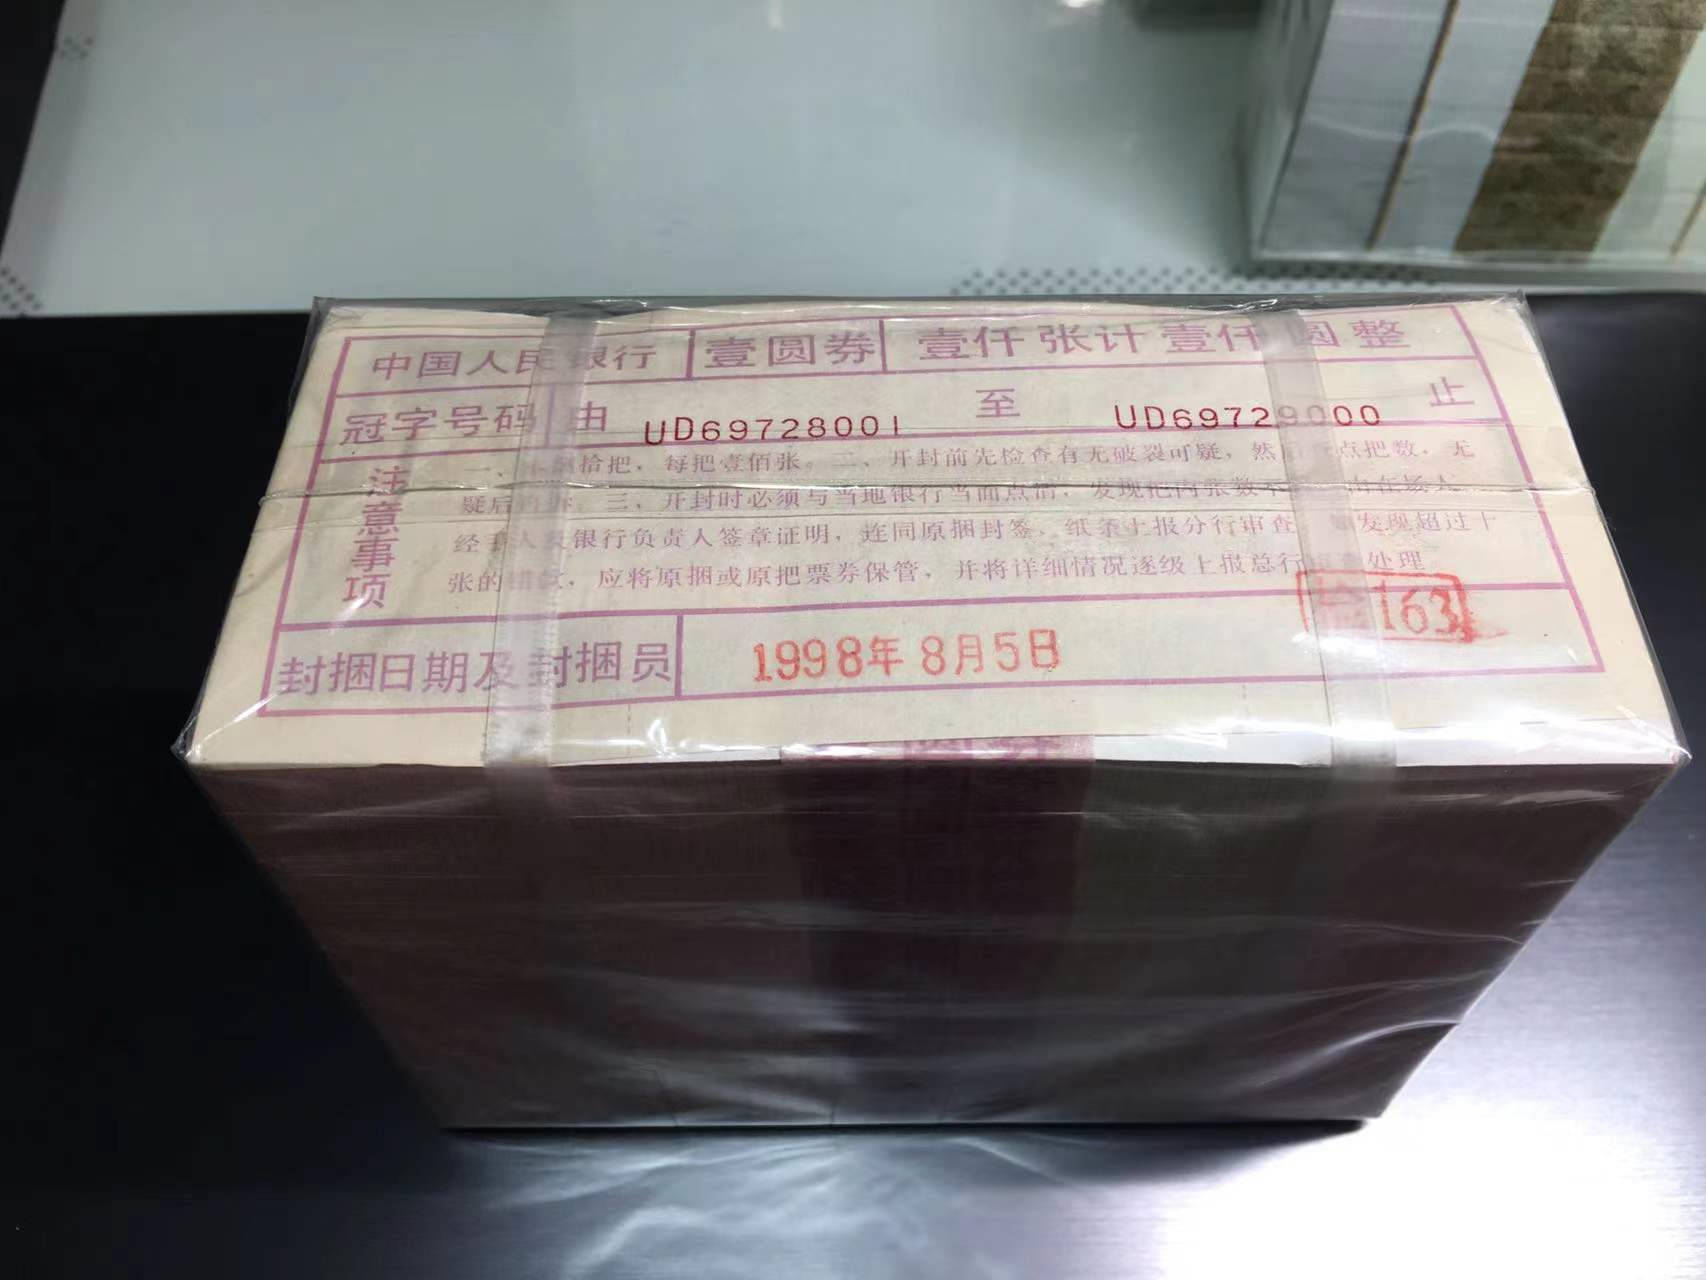 中国人民银行 壹圆券 壹仟张计壹仟圆整
冠字号码 由 UD69728001 至 UD69729000 止
注意事项
一、 拾把，每把壹佰张。二、开封前先检查有无破裂可疑，然后 点把数，无
疑后 。三、开封时必须与当地银行当面点清，发现把内张数
经手人 银行负责人签章证明，连同原捆封签、纸条上报分行审查 发现超过十
张的 ，应将原捆或原把票券保管，并将详细情况逐级上报总行 处理
封捆日期及封捆员 1998年8月5日 163